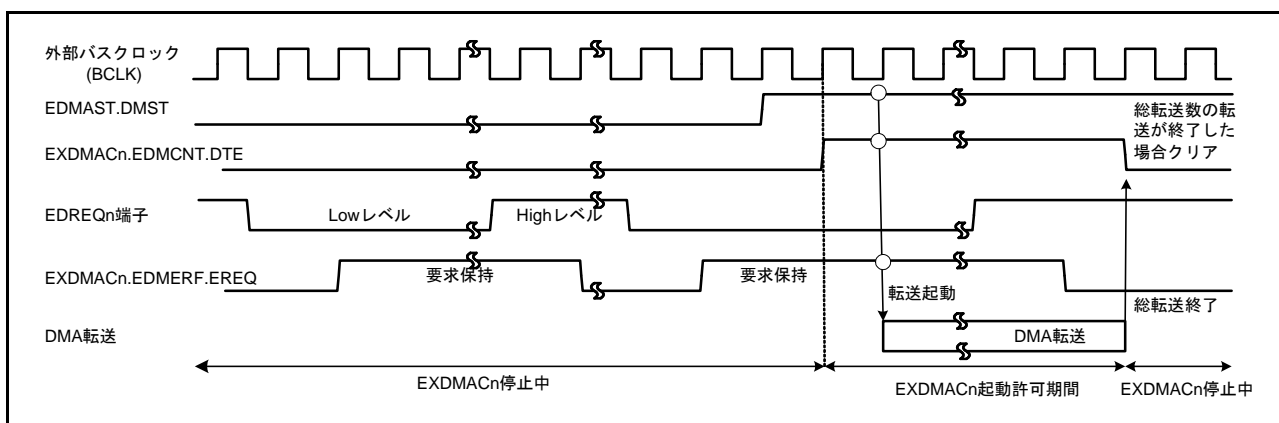 外部バスクロック
(BCLK)
EDMAST.DMST
総転送数の転
送が終了した
場合クリア
EXDMACn.EDMCNT.DTE
EDREQn端子
Lowレベル
Highレベル
EXDMACn.EDMERF.EREQ
要求保持
要求保持
転送起動
総転送終了
DMA転送
DMA転送
EXDMACn停止中
EXDMACn起動許可期間
EXDMACn停止中